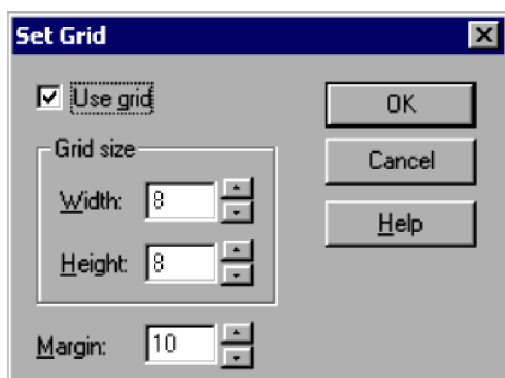 Set Grid
Use grid
OK
Grid size
Cancel
Width: 8
Help
Height: 8
Margin: 10